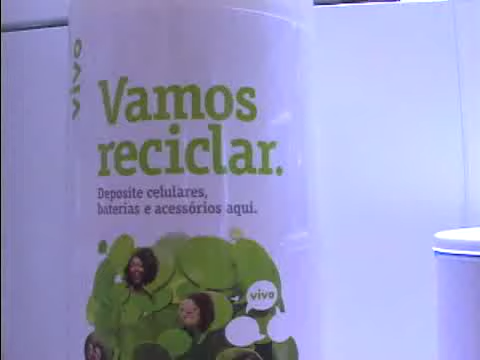 vivo
Vamos
reciclar.
Deposite celulares,
baterias e acessórios aqui.
vivo